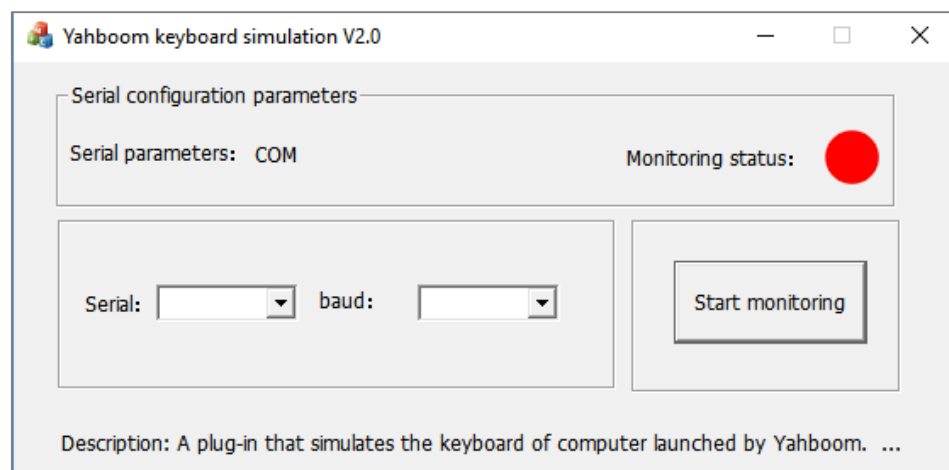 Yahboom keyboard simulation V2.0
Serial configuration parameters
Serial parameters: COM
Monitoring status:
Serial:
baud:
Start monitoring
Description: A plug-in that simulates the keyboard of computer launched by Yahboom. ...